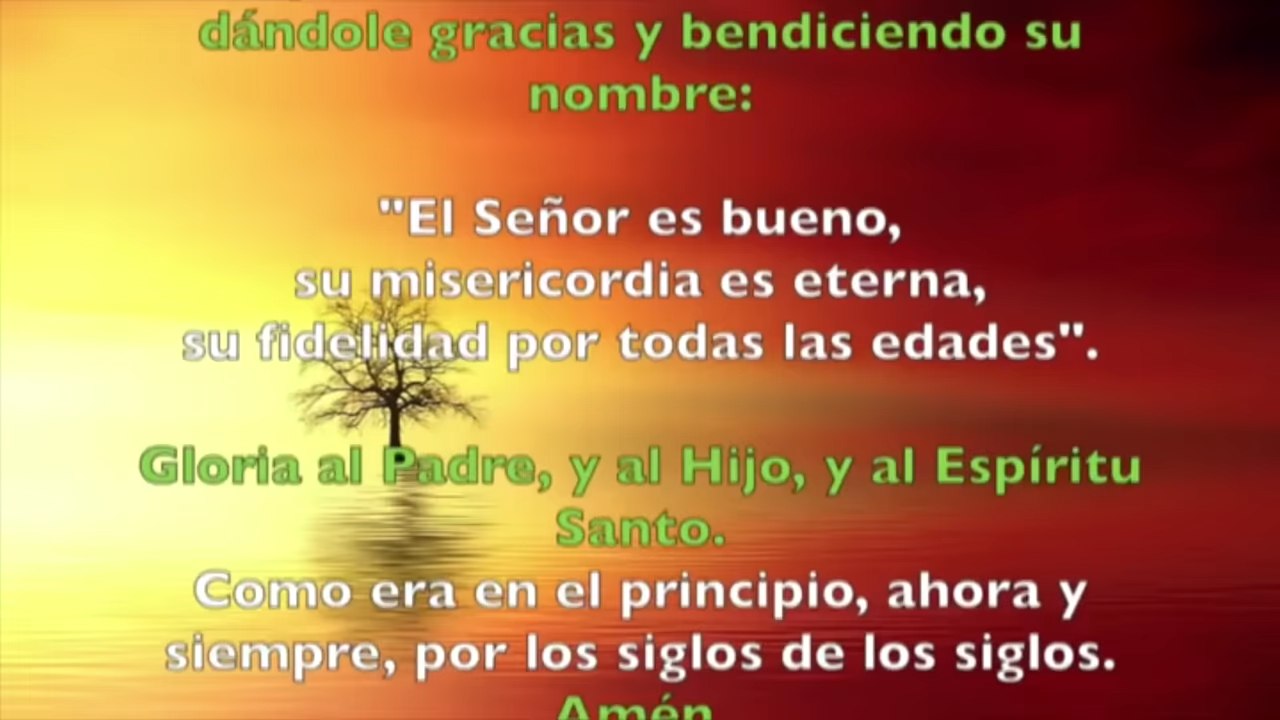 dándole gracias y bendiciendo su
nombre:
"El Señor es bueno,
su misericordia es eterna,
su fidelidad por todas las edades".
Gloria al Padre, y al Hijo, y al Espíritu
Santo.
Como era en el principio, ahora y
siempre, por los siglos de los siglos.
Amén